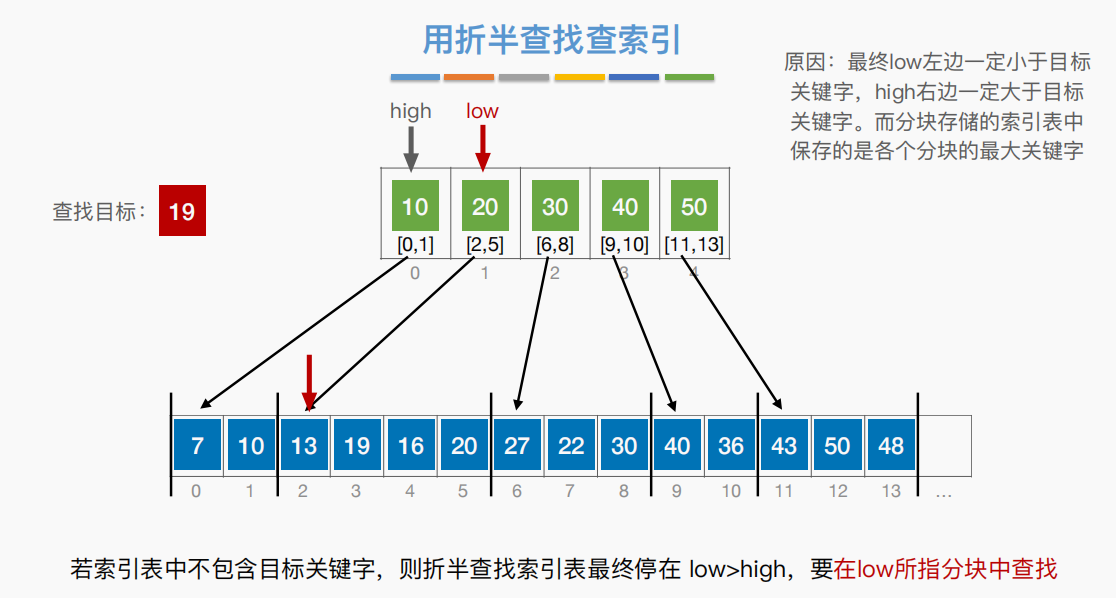 用折半查找查索引
原因：最终low左边一定小于目标
关键字，high右边一定大于目标
关键字。而分块存储的索引表中
保存的是各个分块的最大关键字
high low
查找目标： 19
10 20 30 40 50
[0,1] [2,5] [6,8] [9,10] [11,13]
0 1 2 3 4
7 10 13 19 16 20 27 22 30 40 36 43 50 48
0 1 2 3 4 5 6 7 8 9 10 11 12 13 …
若索引表中不包含目标关键字，则折半查找索引表最终停在 low>high，要在low所指分块中查找